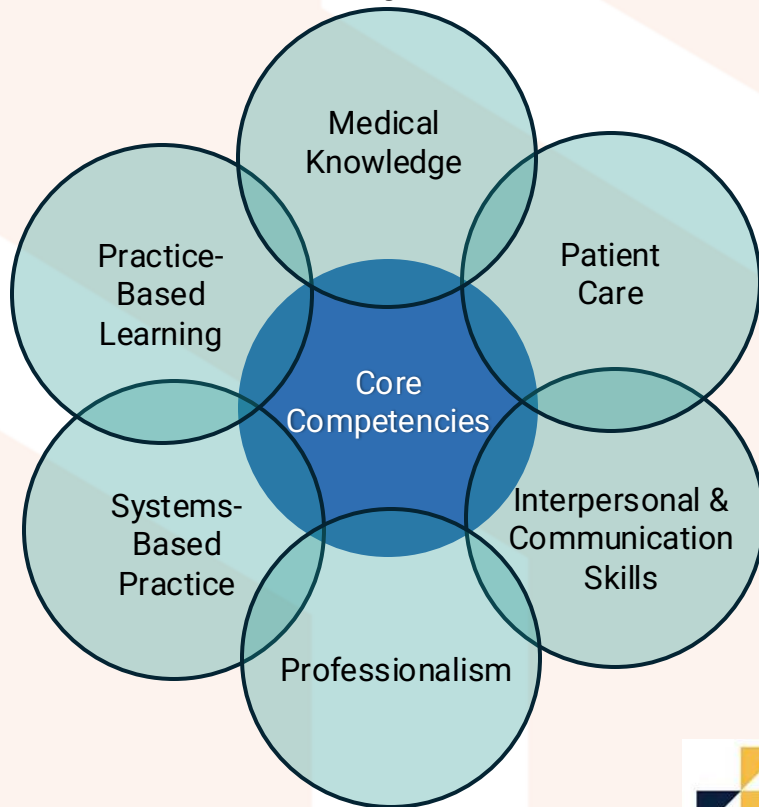 Medical
Knowledge
Patient
Care
Practice-
Based
Learning
Core
Competencies
Interpersonal &
Communication
Skills
Systems-
Based
Practice
Professionalism